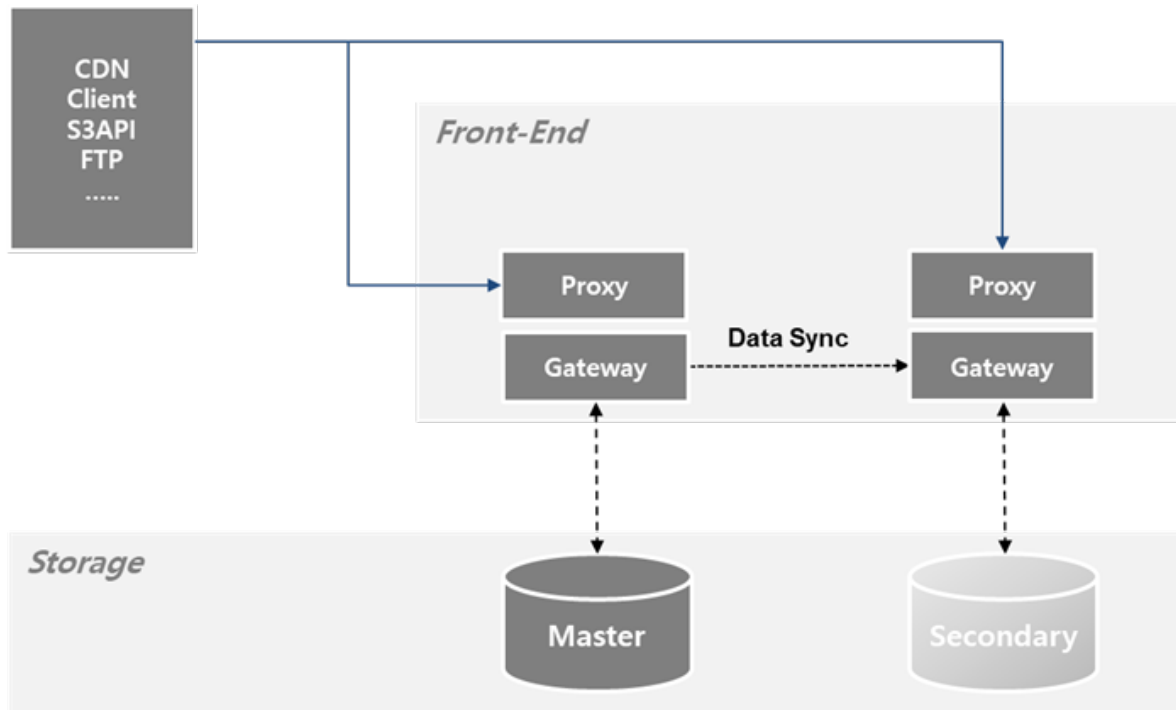 CDN
Client
S3API
FTP
.....
Front-End
Proxy
Proxy
Data Sync
Gateway
Gateway
Storage
Master
Secondary